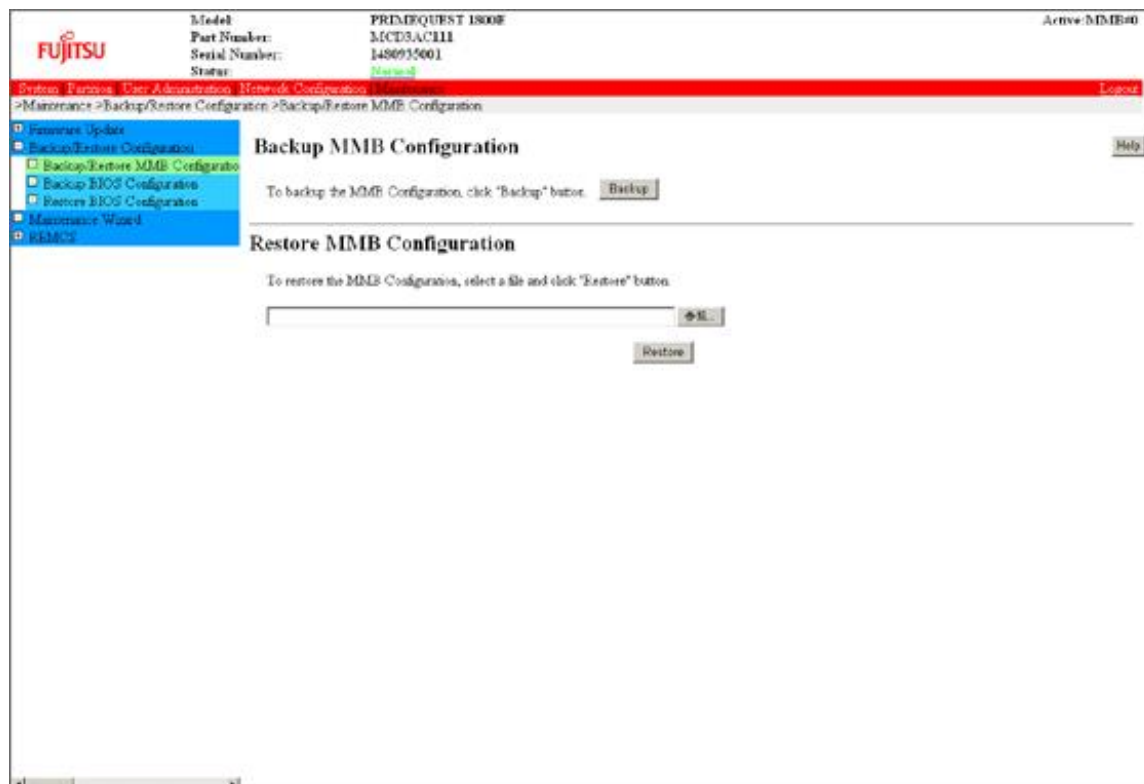 FUJITSU
Model: PRIMEQUEST 1800E
Part Number: MCD3AC111
Serial Number: 1480935001
Status: Normal
Active:MMB#0
System Partition User Administration Network Configuration Maintenance Logout
>Maintenance >Backup/Restore Configuration >Backup/Restore MMB Configuration
Firmware Update
Backup/Restore Configuration
Backup/Restore MMB Configuratio
Backup BIOS Configuration
Restore BIOS Configuration
Maintenance Wizard
REMCS
Backup MMB Configuration
Help
To backup the MMB Configuration, click "Backup" button. Backup
Restore MMB Configuration
To restore the MMB Configuration, select a file and click "Restore" button.
参照...
Restore